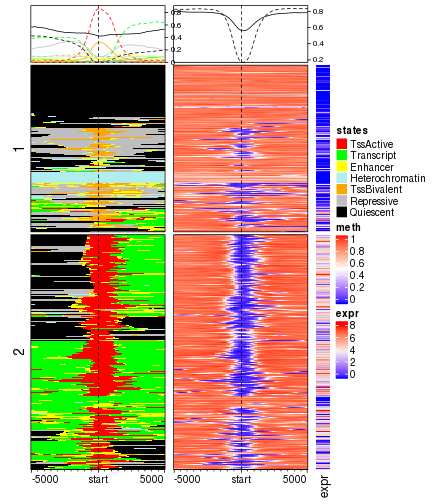 0.8
0.6
0.4
0.2
0
0.8
0.6
0.4
0.2
1
2
states
TssActive
Transcript
Enhancer
Heterochromatin
TssBivalent
Repressive
Quiescent
meth
1
0.8
0.6
0.4
0.2
0
expr
8
6
4
2
0
-5000 start 5000
-5000 start 5000
expr